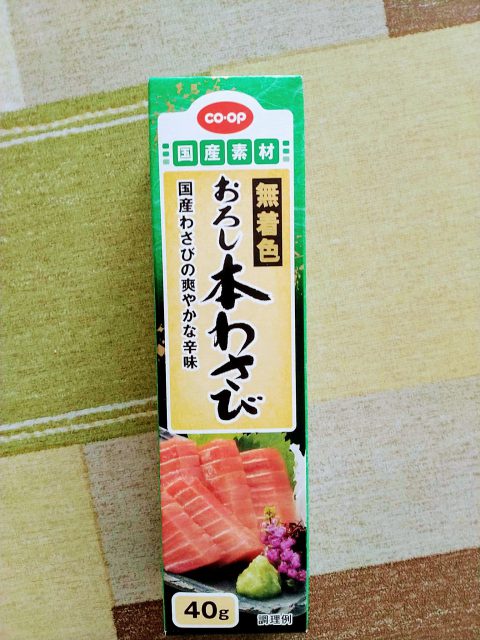 CO・OP
国産素材
無着色
おろし本わさび
国産わさびの爽やかな辛味
40g
調理例